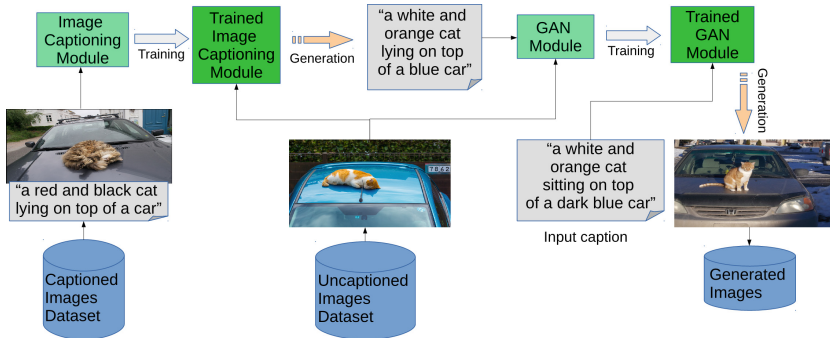 Image
Captioning
Module
Training
Trained
Image
Captioning
Module
Generation
“a white and
orange cat
lying on top
of a blue car”
GAN
Module
Training
Trained
GAN
Module
Generation
“a red and black cat
lying on top of a car”
Captioned
Images
Dataset
7862
Uncaptioned
Images
Dataset
“a white and
orange cat
sitting on top
of a dark blue car”
Input caption
Generated
Images